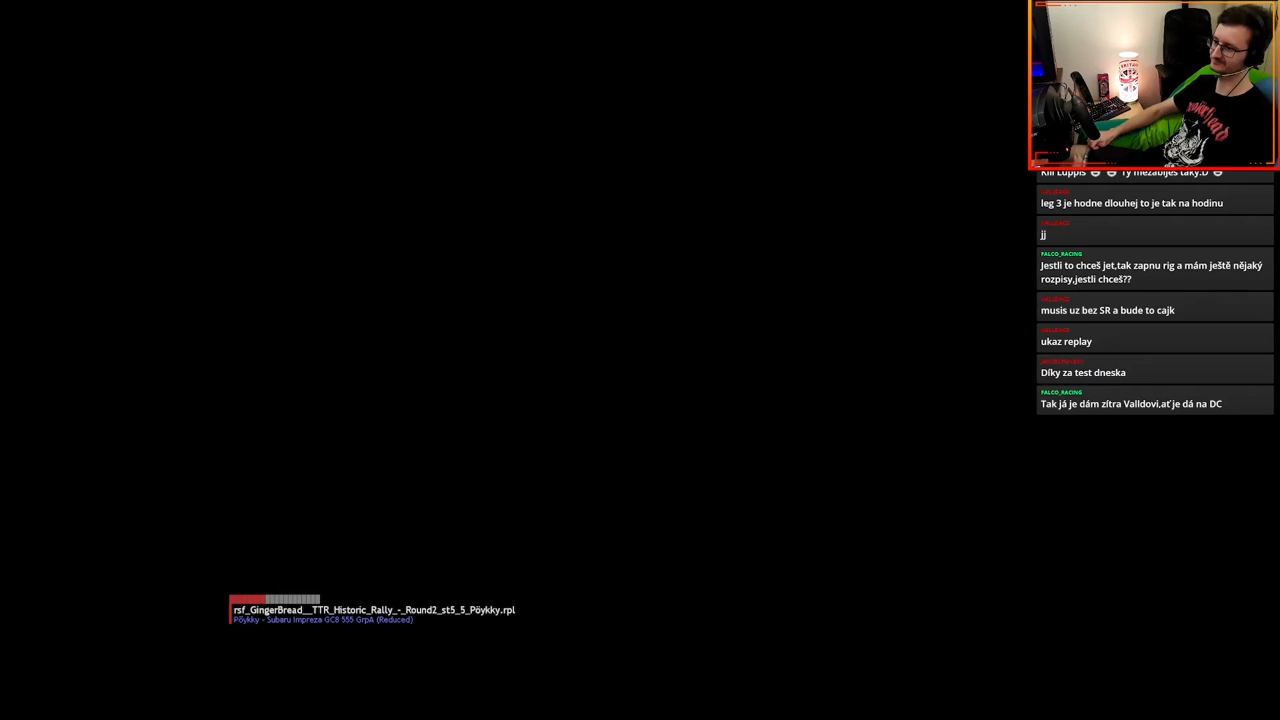 Motörhead
leg 3 je hodne dlouhej to je tak na hodinu
jj
FALCO_RACING
Jestli to chceš jet,tak zapnu rig a mám ještě nějaký
rozpisy,jestli chceš??
musis uz bez SR a bude to cajk
ukaz replay
Díky za test dneska
FALCO_RACING
Tak já je dám zítra Valldovi,ať je dá na DC
rsf_GingerBread__TTR_Historic_Rally_-_Round2_st5_5_Pöykky.rpl
Pöykky - Subaru Impreza GC8 555 GrpA (Reduced)